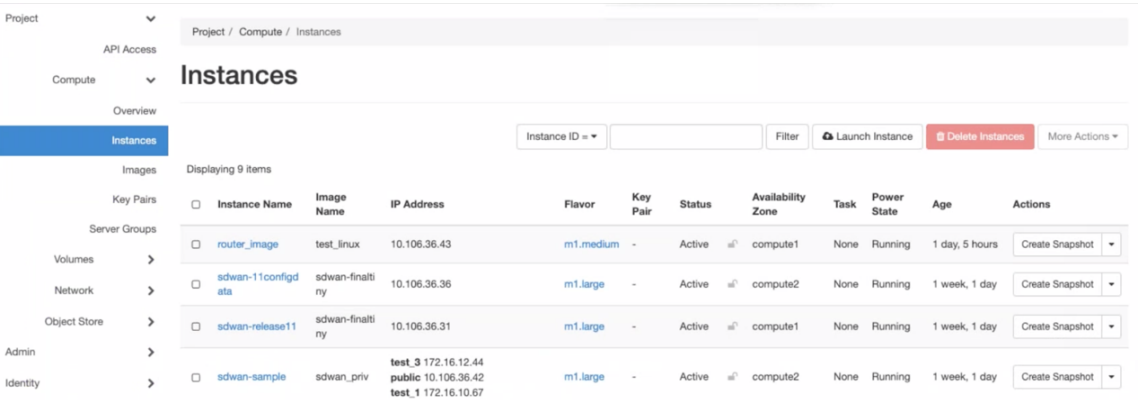 Project
API Access
Compute
Overview
Instances
Images
Key Pairs
Server Groups
Volumes
Network
Object Store
Admin
Identity
Project / Compute / Instances
Instances
Instance ID =
Filter
Launch Instance
Delete Instances
More Actions
Displaying 9 items
Instance Name Image Name IP Address Flavor Key Pair Status Availability Zone Task Power State Age Actions
router_image test_linux 10.106.36.43 m1.medium - Active compute1 None Running 1 day, 5 hours Create Snapshot
sdwan-11configdata sdwan-finaltiny 10.106.36.36 m1.large - Active compute2 None Running 1 week, 1 day Create Snapshot
sdwan-release11 sdwan-finaltiny 10.106.36.31 m1.large - Active compute1 None Running 1 week, 1 day Create Snapshot
sdwan-sample sdwan_priv test_3 172.16.12.44
public 10.106.36.42
test_1 172.16.10.67
m1.large - Active compute2 None Running 1 week, 1 day Create Snapshot